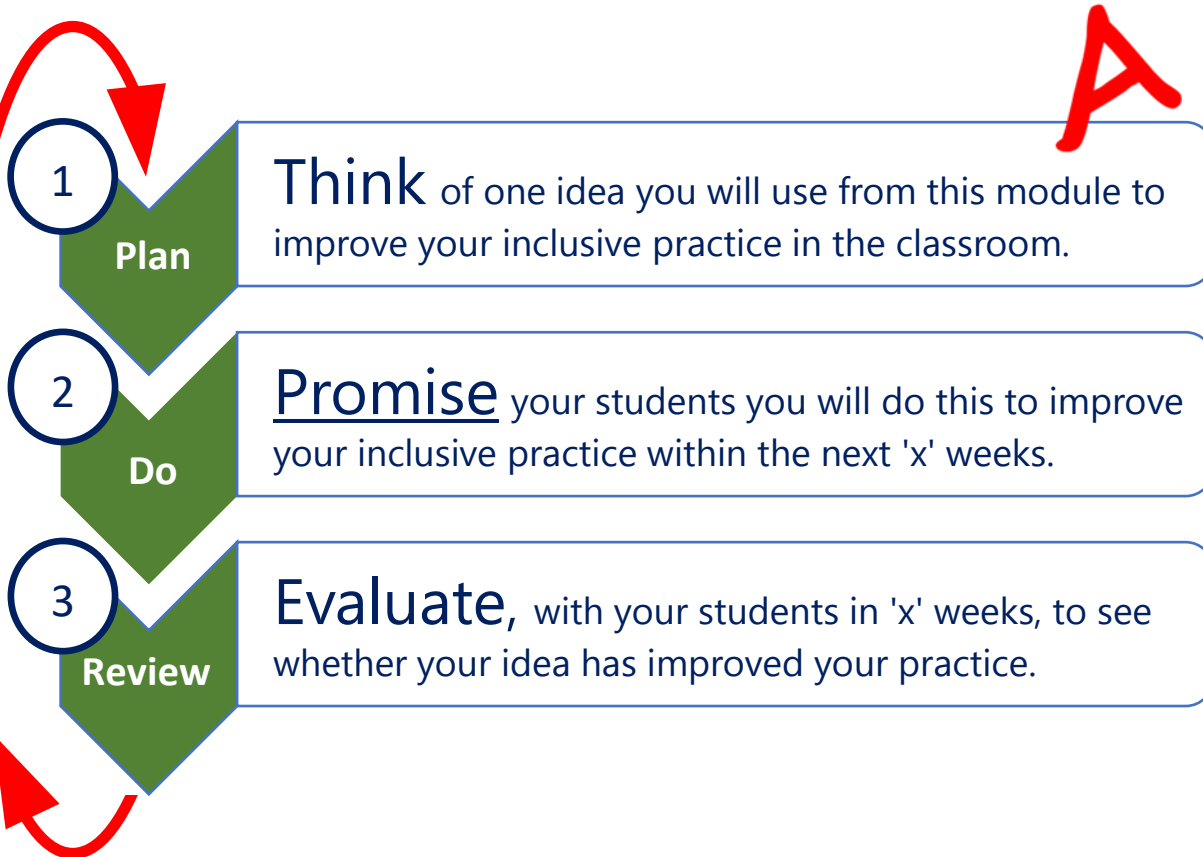 A
1
Think of one idea you will use from this module to
improve your inclusive practice in the classroom.
Plan
2
Promise your students you will do this to improve
your inclusive practice within the next 'x' weeks.
Do
3
Evaluate, with your students in 'x' weeks, to see
whether your idea has improved your practice.
Review